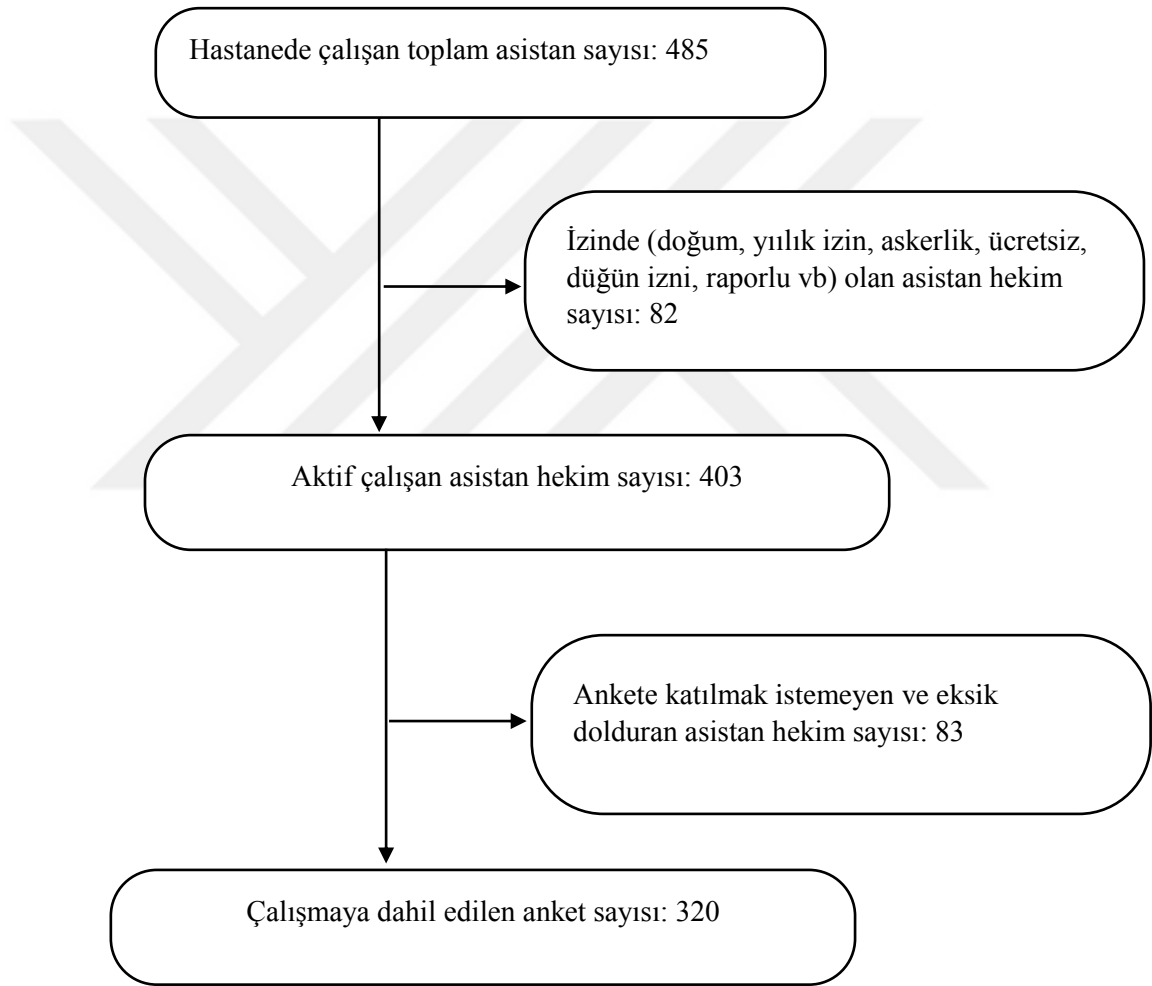 Hastanede çalışan toplam asistan sayısı: 485
İzinde (doğum, yıılık izin, askerlik, ücretsiz,
düğün izni, raporlu vb) olan asistan hekim
sayısı: 82
Aktif çalışan asistan hekim sayısı: 403
Ankete katılmak istemeyen ve eksik
dolduran asistan hekim sayısı: 83
Çalışmaya dahil edilen anket sayısı: 320